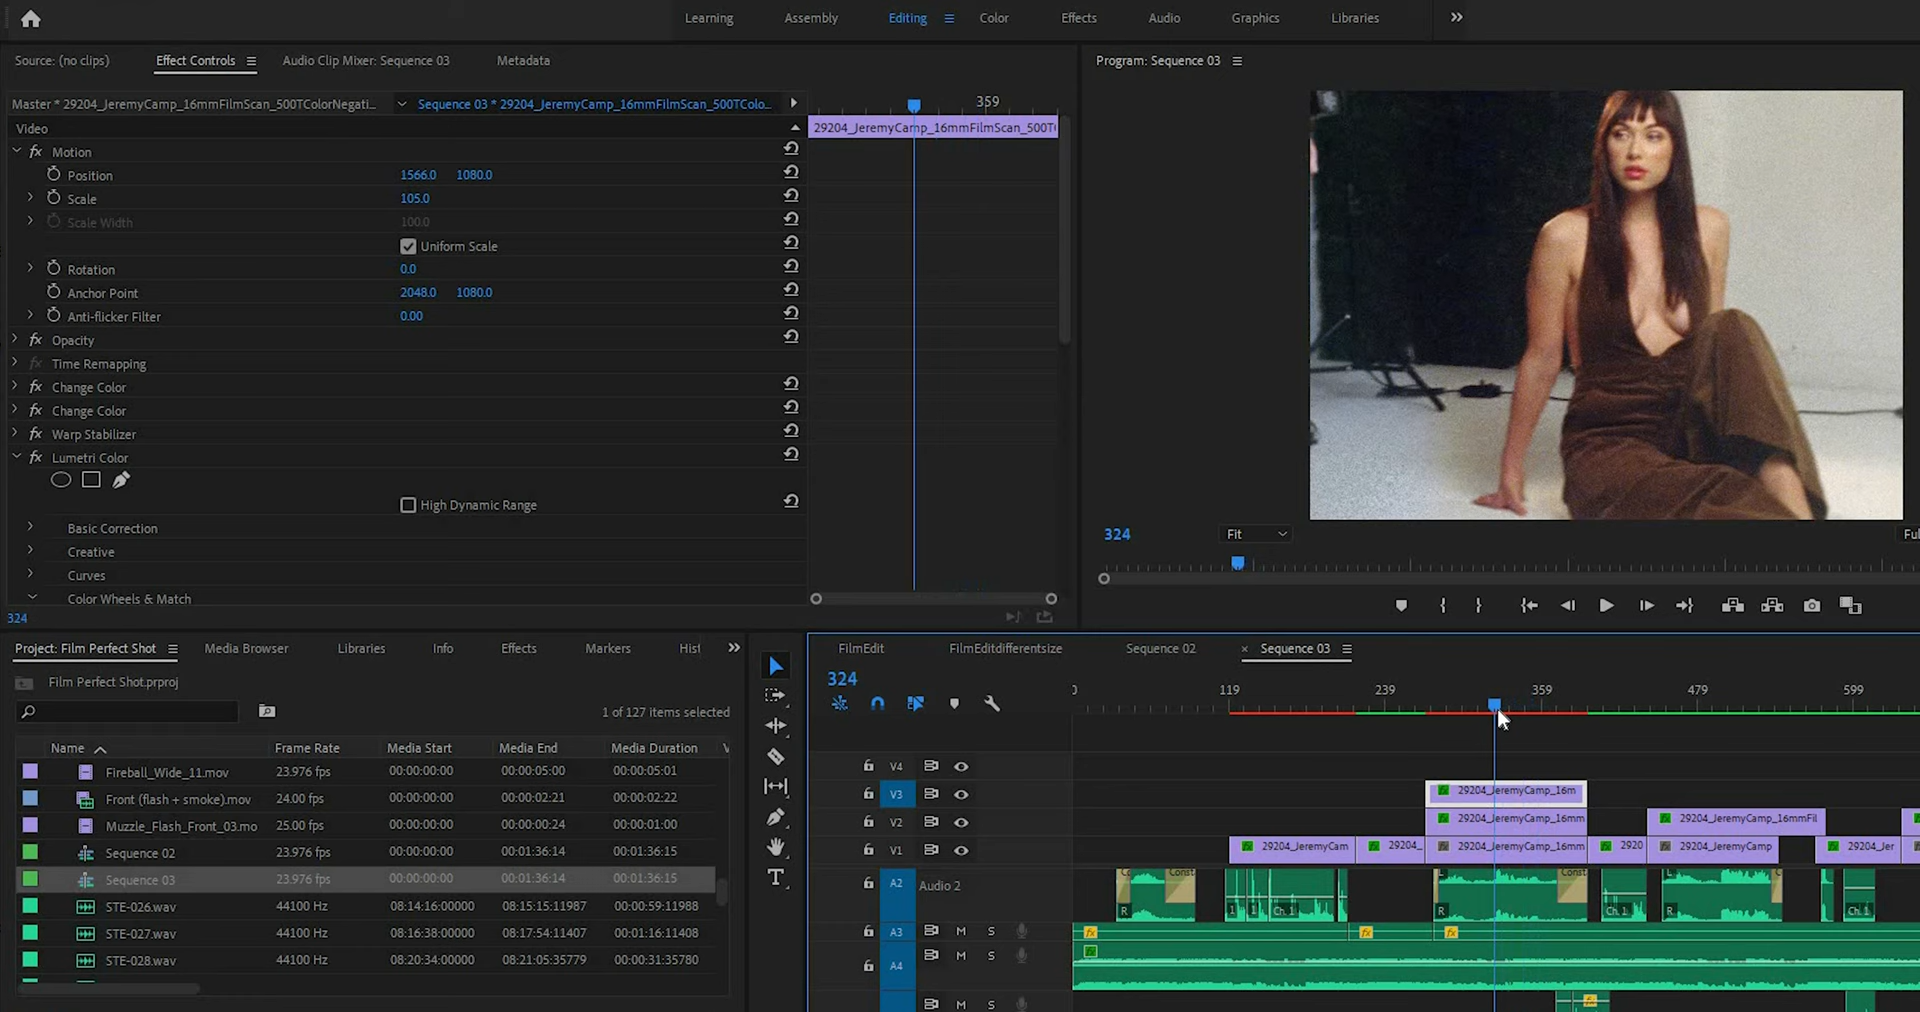 Learning Assembly Editing Color Effects Audio Graphics Libraries
Source: (no clips) Effect Controls Audio Clip Mixer: Sequence 03 Metadata
Program: Sequence 03
Master * 29204_JeremyCamp_16mmFilmScan_500TColorNegati... Sequence 03 * 29204_JeremyCamp_16mmFilmScan_500TColo...
359
Video
29204_JeremyCamp_16mmFilmScan_500T
fx Motion
Position 1566.0 1080.0
Scale 105.0
Scale Width 100.0
Uniform Scale
Rotation 0.0
Anchor Point 2048.0 1080.0
Anti-flicker Filter 0.00
fx Opacity
fx Time Remapping
fx Change Color
fx Change Color
fx Warp Stabilizer
fx Lumetri Color
High Dynamic Range
Basic Correction
Creative
Curves
Color Wheels & Match
324
324 Fit Ful
Project: Film Perfect Shot Media Browser Libraries Info Effects Markers Hist
Film Perfect Shot.prproj
1 of 127 items selected
Name Frame Rate Media Start Media End Media Duration V
Fireball_Wide_11.mov 23.976 fps 00:00:00:00 00:00:05:00 00:00:05:01
Front (flash + smoke).mov 24.00 fps 00:00:00:00 00:00:02:21 00:00:02:22
Muzzle_Flash_Front_03.mo 25.00 fps 00:00:00:00 00:00:00:24 00:00:01:00
Sequence 02 23.976 fps 00:00:00:00 00:01:36:14 00:01:36:15
Sequence 03 23.976 fps 00:00:00:00 00:01:36:14 00:01:36:15
STE-026.wav 44100 Hz 08:14:16:00000 08:15:15:11987 00:00:59:11988
STE-027.wav 44100 Hz 08:16:38:00000 08:17:54:11407 00:01:16:11408
STE-028.wav 44100 Hz 08:20:34:00000 08:21:05:35779 00:00:31:35780
T
FilmEdit FilmEditdifferentsize Sequence 02 × Sequence 03
324
0 119 239 359 479 599
V4
V3 29204_JeremyCamp_16m
V2 29204_JeremyCamp_16mm 29204_JeremyCamp_16mmFil
V1 29204_JeremyCam 29204_ 29204_JeremyCamp_16mm 2920 29204_JeremyCamp 29204_Jer
A2 Audio 2 Const Const
R Ch. 1 R Ch. 1 R Ch. 1
A3 M S fx fx fx
A4 M S
M S fx